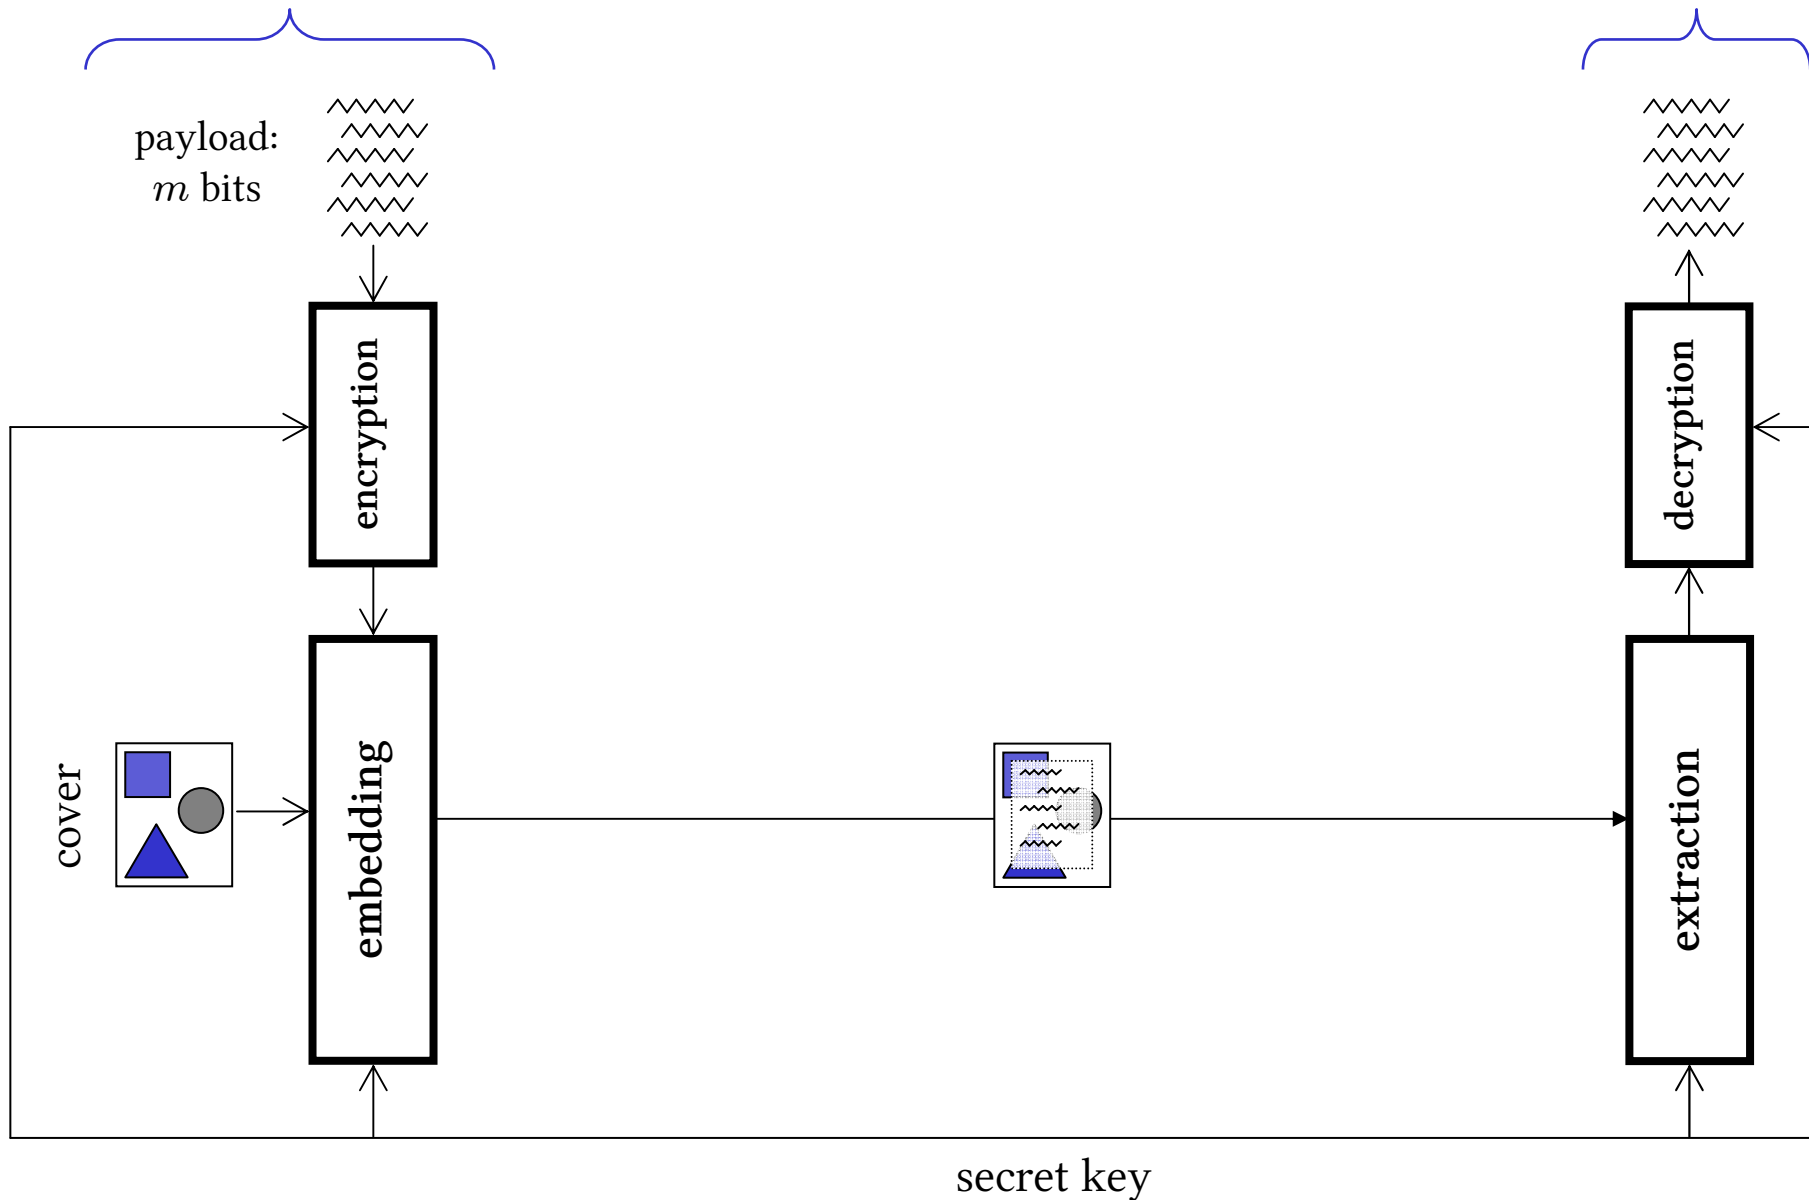 payload:
m bits
encryption
decryption
cover
embedding
extraction
secret key